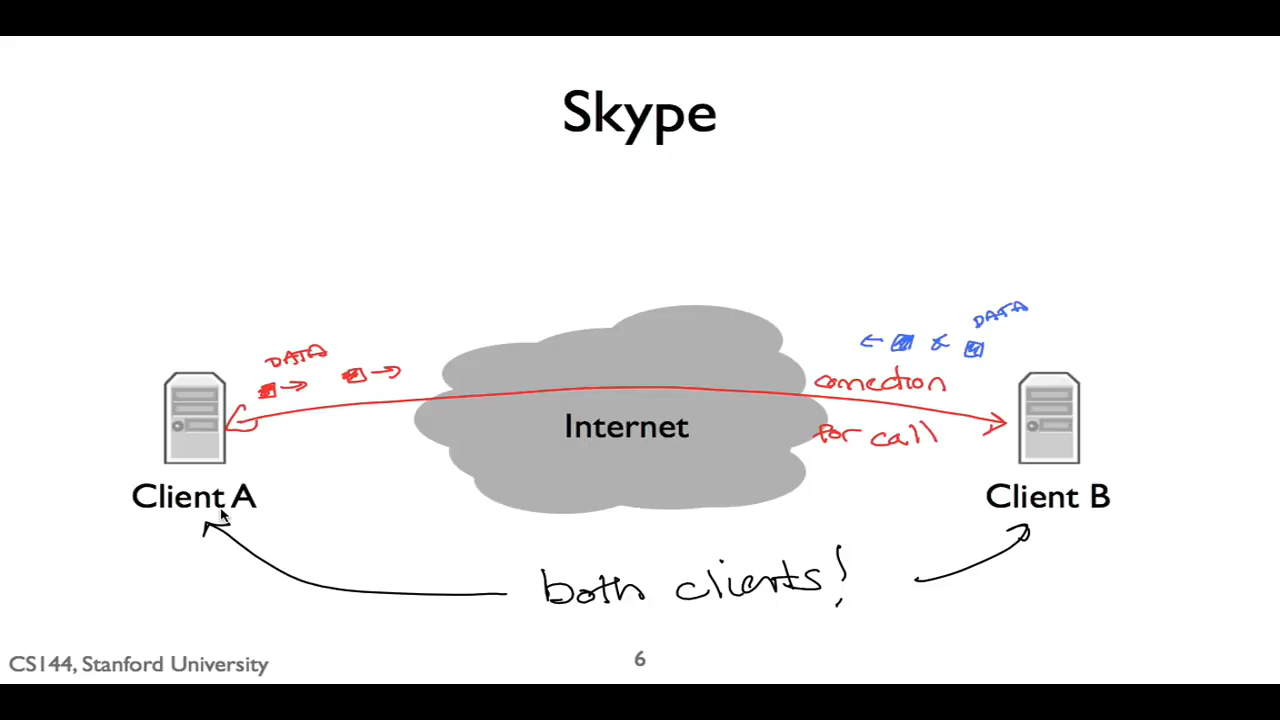 Skype
DATA
DATA
connection
for call
Internet
Client A
Client B
both clients!
CS144, Stanford University
6